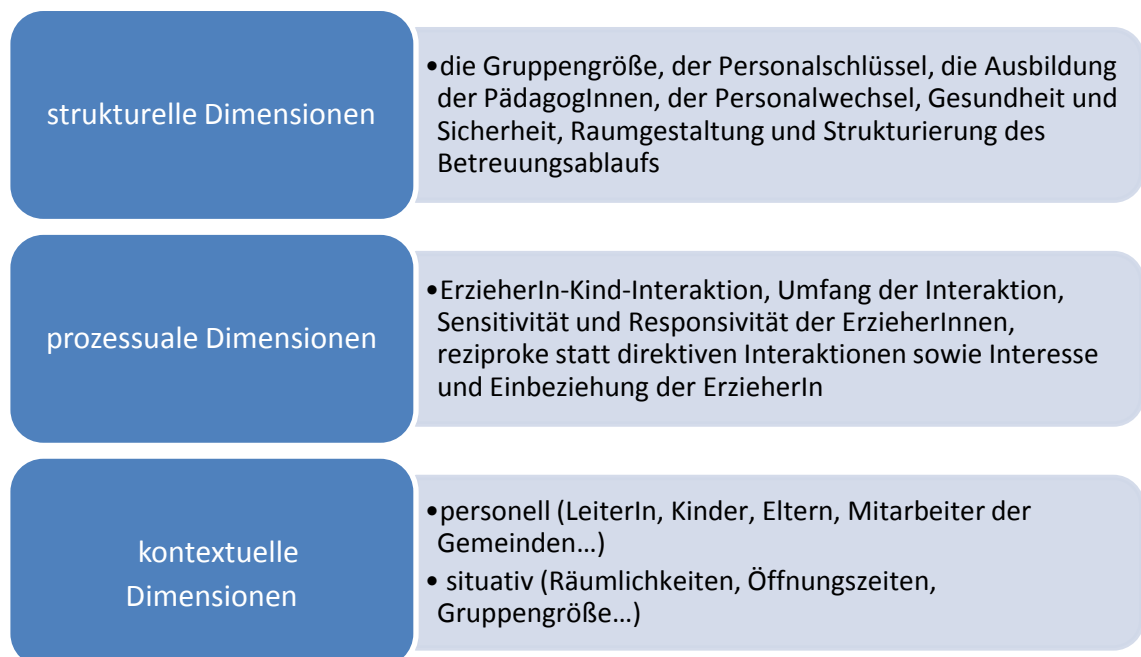 strukturelle Dimensionen
•die Gruppengröße, der Personalschlüssel, die Ausbildung
der PädagogInnen, der Personalwechsel, Gesundheit und
Sicherheit, Raumgestaltung und Strukturierung des
Betreuungsablaufs
prozessuale Dimensionen
•ErzieherIn-Kind-Interaktion, Umfang der Interaktion,
Sensitivität und Responsivität der ErzieherInnen,
reziproke statt direktiven Interaktionen sowie Interesse
und Einbeziehung der ErzieherIn
kontextuelle
Dimensionen
•personell (LeiterIn, Kinder, Eltern, Mitarbeiter der
Gemeinden…)
• situativ (Räumlichkeiten, Öffnungszeiten,
Gruppengröße…)